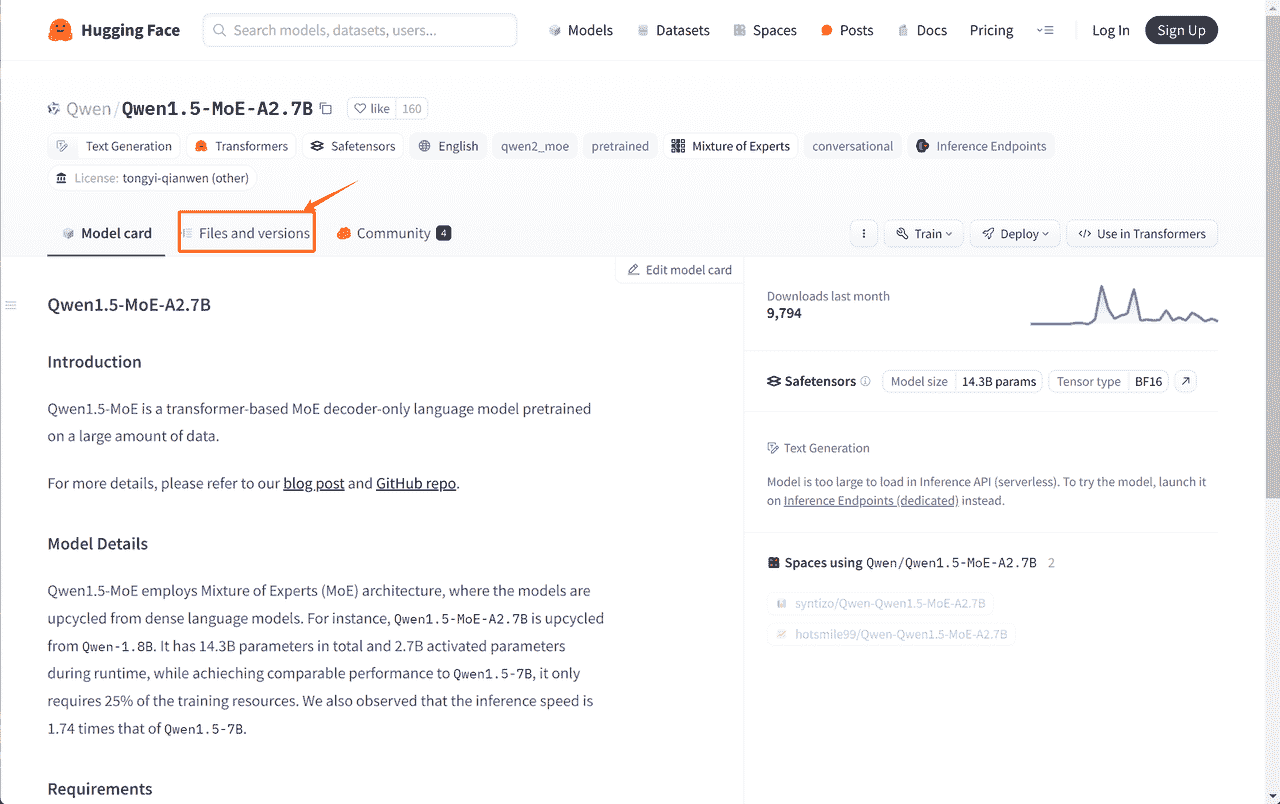 Hugging Face
Search models, datasets, users...
Models
Datasets
Spaces
Posts
Docs
Pricing
Log In
Sign Up
Qwen/Qwen1.5-MoE-A2.7B
like 160
Text Generation
Transformers
Safetensors
English
qwen2_moe
pretrained
Mixture of Experts
conversational
Inference Endpoints
License: tongyi-qianwen (other)
Model card
Files and versions
Community 4
Train
Deploy
Use in Transformers
Edit model card
Qwen1.5-MoE-A2.7B
Introduction
Qwen1.5-MoE is a transformer-based MoE decoder-only language model pretrained
on a large amount of data.
For more details, please refer to our blog post and GitHub repo.
Model Details
Qwen1.5-MoE employs Mixture of Experts (MoE) architecture, where the models are
upcycled from dense language models. For instance, Qwen1.5-MoE-A2.7B is upcycled
from Qwen-1.8B. It has 14.3B parameters in total and 2.7B activated parameters
during runtime, while achieching comparable performance to Qwen1.5-7B, it only
requires 25% of the training resources. We also observed that the inference speed is
1.74 times that of Qwen1.5-7B.
Requirements
Downloads last month
9,794
Safetensors
Model size 14.3B params
Tensor type BF16
Text Generation
Model is too large to load in Inference API (serverless). To try the model, launch it
on Inference Endpoints (dedicated) instead.
Spaces using Qwen/Qwen1.5-MoE-A2.7B 2
syntizo/Qwen-Qwen1.5-MoE-A2.7B
hotsmile99/Qwen-Qwen1.5-MoE-A2.7B